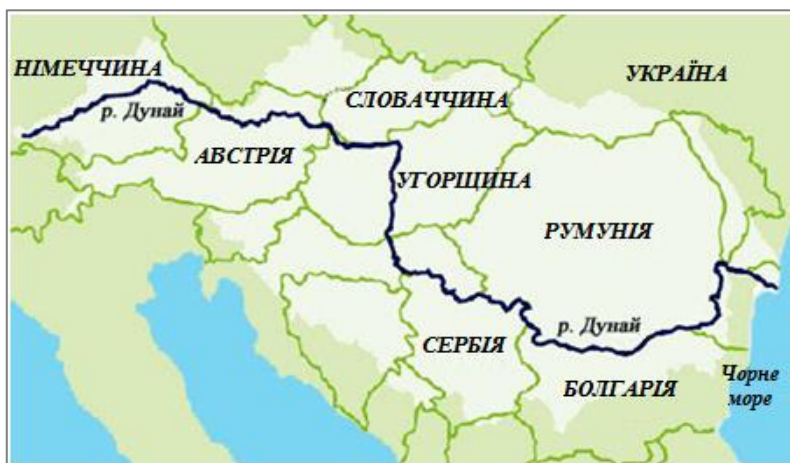 НІМЕЧЧИНА
УКРАЇНА
р. Дунай
СЛОВАЧЧИНА
АВСТРІЯ
УГОРЩИНА
РУМУНІЯ
р. Дунай
СЕРБІЯ
БОЛГАРІЯ
Чорне
море